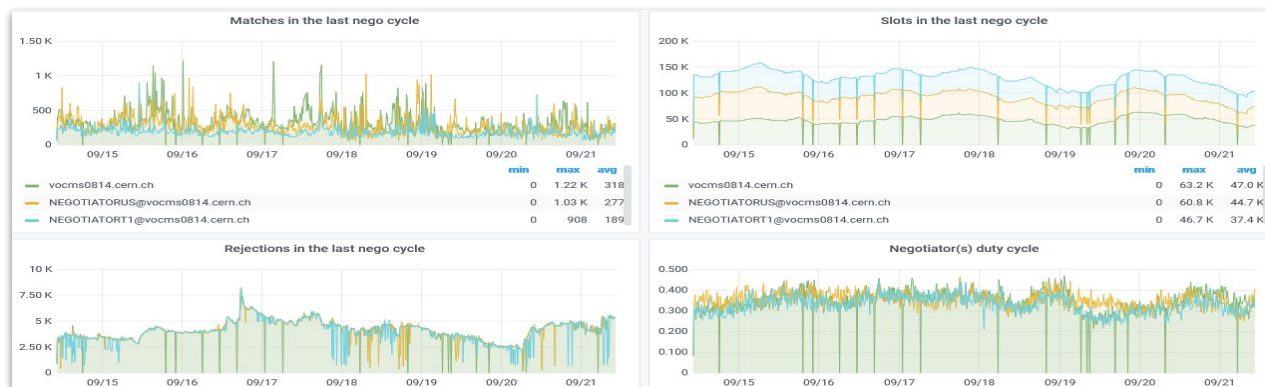 Matches in the last nego cycle
1.50 K
1 K
500
0
09/15 09/16 09/17 09/18 09/19 09/20 09/21
min max avg
vocms0814.cern.ch 0 1.22 K 318
NEGOTIATORUS@vocms0814.cern.ch 0 1.03 K 277
NEGOTIATORT1@vocms0814.cern.ch 0 908 189
Slots in the last nego cycle
200 K
150 K
100 K
50 K
0
09/15 09/16 09/17 09/18 09/19 09/20 09/21
min max avg
vocms0814.cern.ch 0 63.2 K 47.0 K
NEGOTIATORUS@vocms0814.cern.ch 0 60.8 K 44.7 K
NEGOTIATORT1@vocms0814.cern.ch 0 46.7 K 37.4 K
Rejections in the last nego cycle
10 K
7.50 K
5 K
2.50 K
0
09/15 09/16 09/17 09/18 09/19 09/20 09/21
Negotiator(s) duty cycle
0.500
0.400
0.300
0.200
0.100
0
09/15 09/16 09/17 09/18 09/19 09/20 09/21